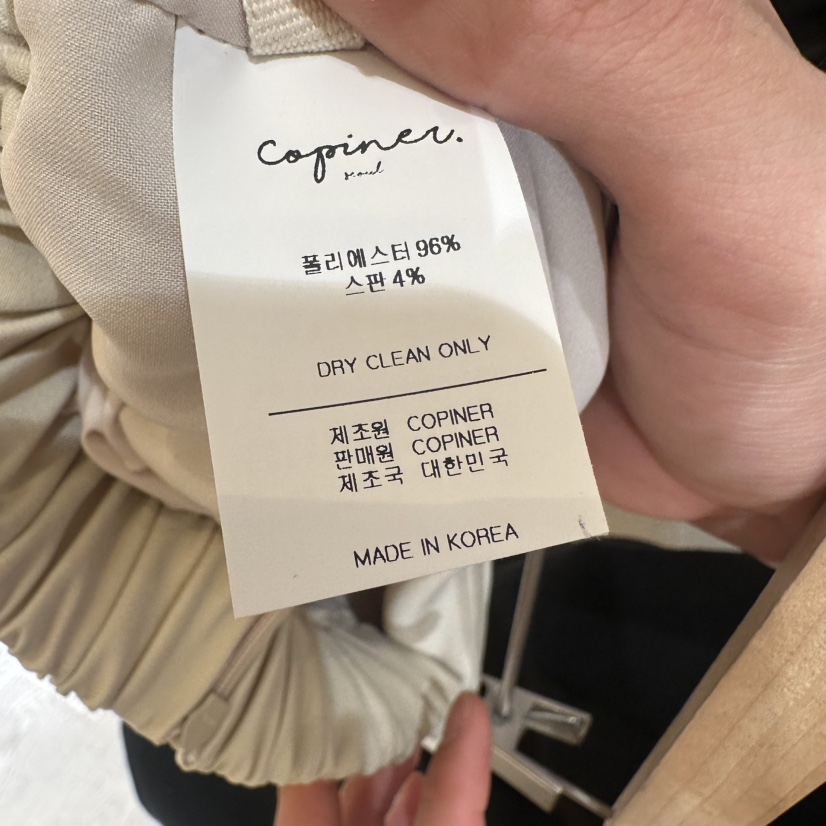 Copiner.
seoul
폴리에스터 96%
스판 4%
DRY CLEAN ONLY
제조원 COPINER
판매원 COPINER
제조국 대한민국
MADE IN KOREA